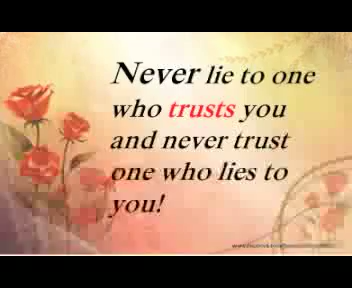 Never lie to one
who trusts you
and never trust
one who lies to
you!